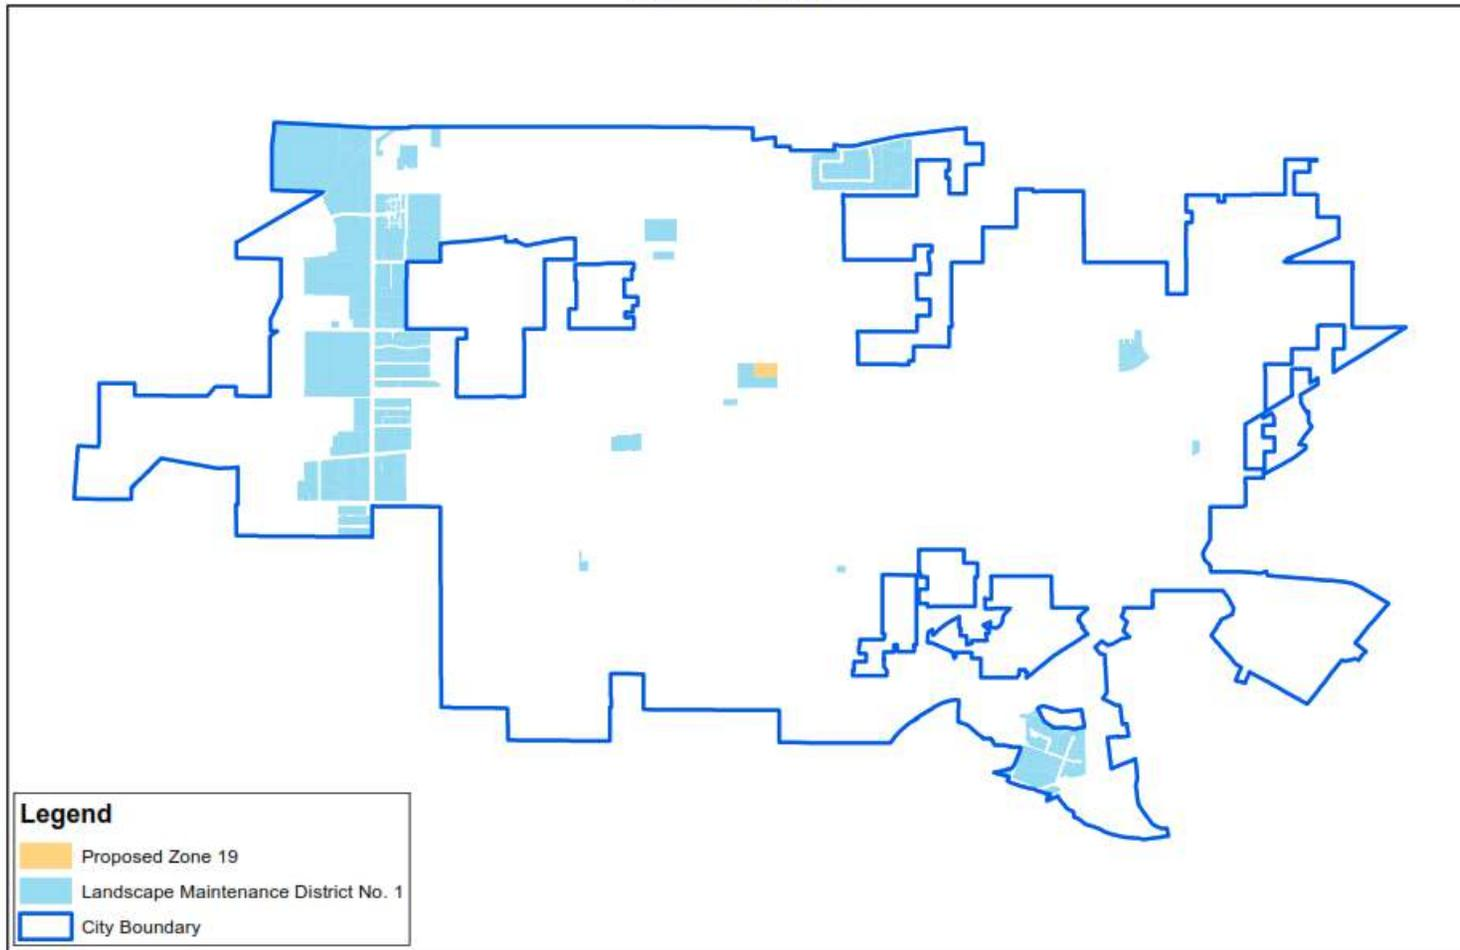 Legend
Proposed Zone 19
Landscape Maintenance District No. 1
City Boundary